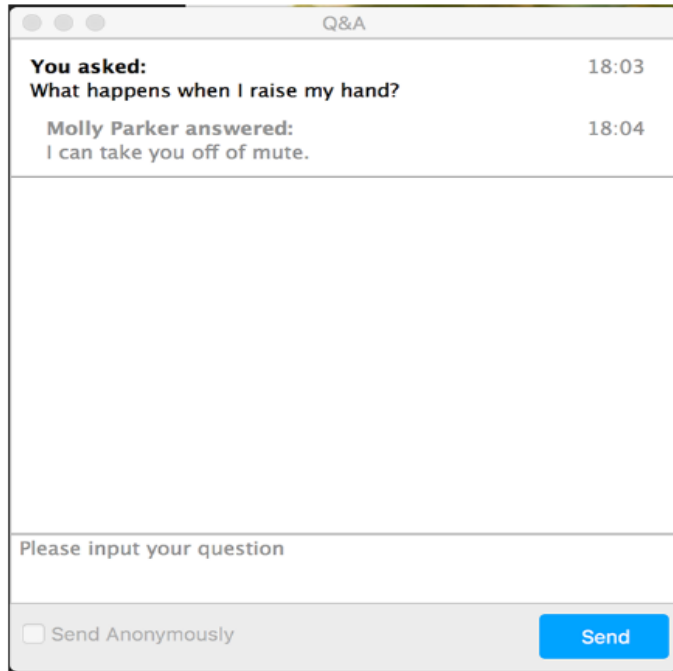 Q&A
You asked: 18:03
What happens when I raise my hand?
Molly Parker answered: 18:04
I can take you off of mute.
Please input your question
Send Anonymously
Send